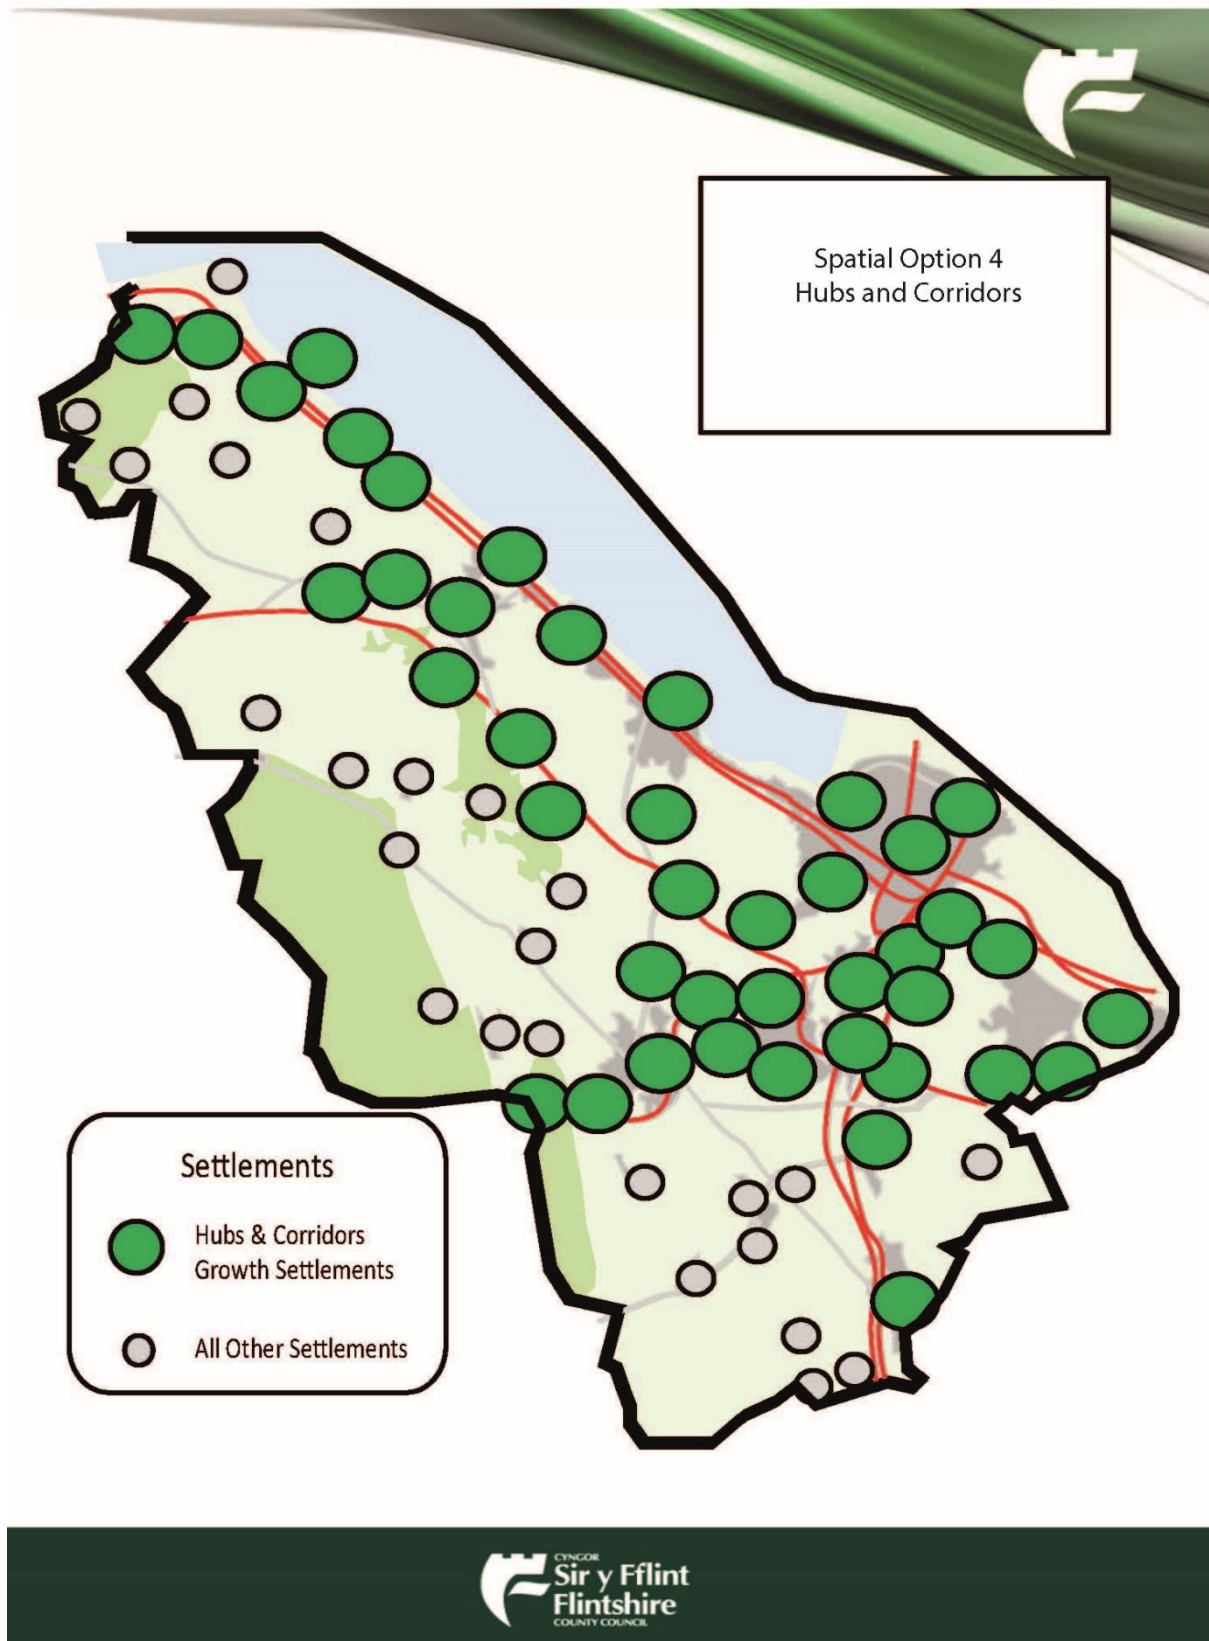 Spatial Option 4
Hubs and Corridors
Settlements
Hubs & Corridors
Growth Settlements
All Other Settlements
CYNGOR
Sir y Fflint
Flintshire
COUNTY COUNCIL